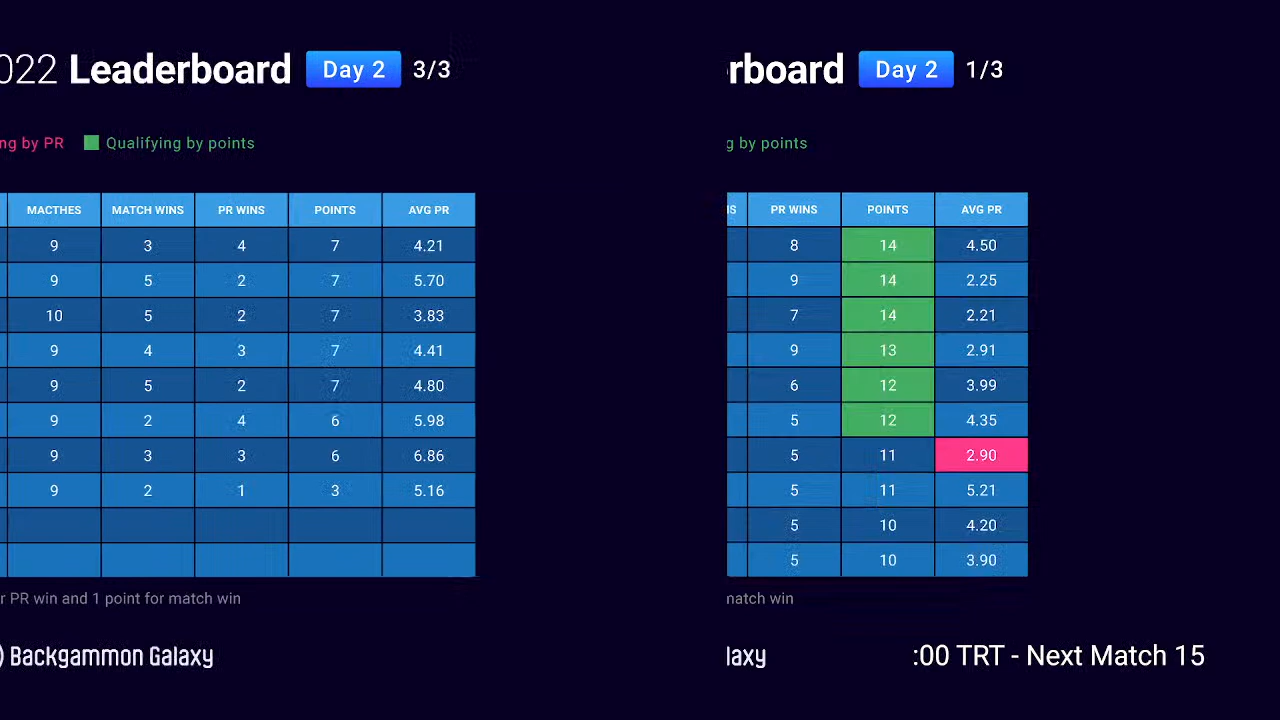 022 Leaderboard Day 2 3/3
ng by PR Qualifying by points
MACTHES MATCH WINS PR WINS POINTS AVG PR
9 3 4 7 4.21
9 5 2 7 5.70
10 5 2 7 3.83
9 4 3 7 4.41
9 5 2 7 4.80
9 2 4 6 5.98
9 3 3 6 6.86
9 2 1 3 5.16
r PR win and 1 point for match win
Backgammon Galaxy
rboard Day 2 1/3
g by points
S PR WINS POINTS AVG PR
8 14 4.50
9 14 2.25
7 14 2.21
9 13 2.91
6 12 3.99
5 12 4.35
5 11 2.90
5 11 5.21
5 10 4.20
5 10 3.90
match win
laxy
:00 TRT - Next Match 15